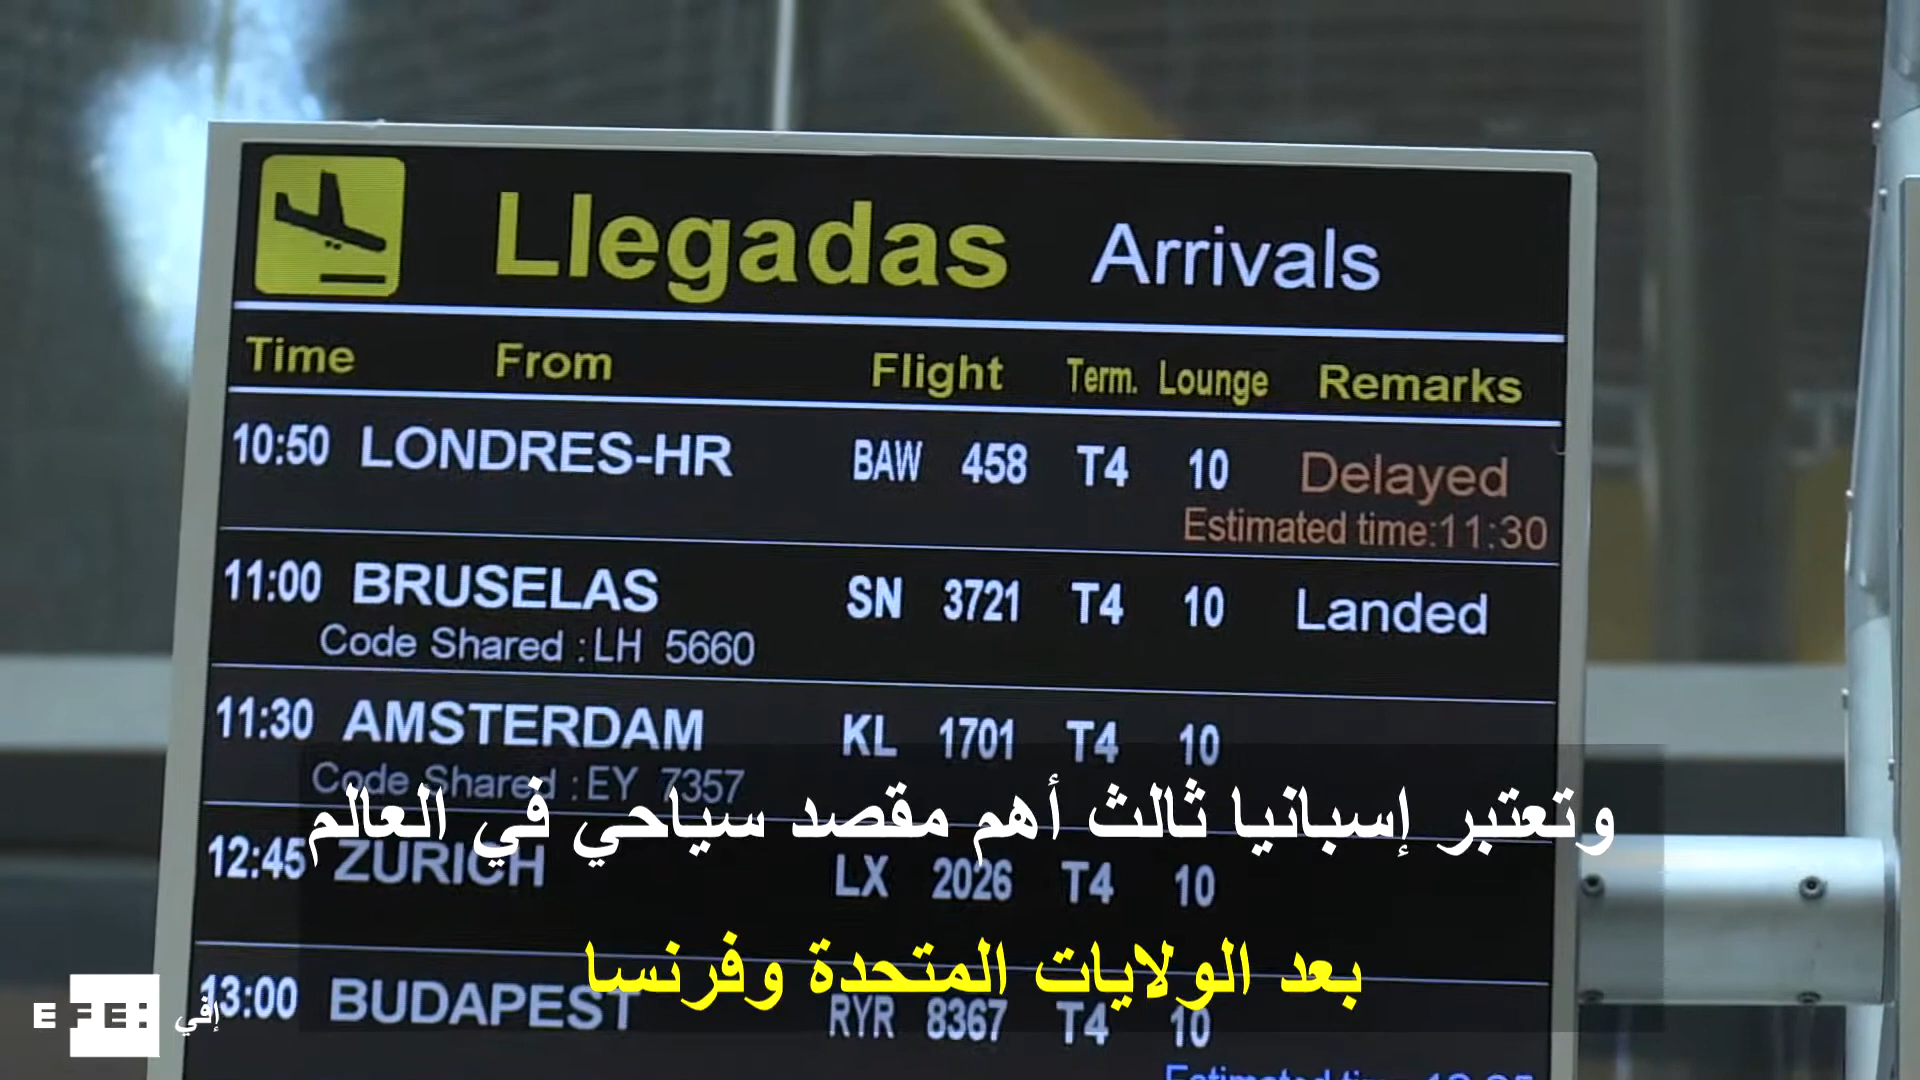 Llegadas Arrivals
Time From Flight Term. Lounge Remarks
10:50 LONDRES-HR BAW 458 T4 10 Delayed
Estimated time:11:30
11:00 BRUSELAS SN 3721 T4 10 Landed
Code Shared :LH 5660
11:30 AMSTERDAM KL 1701 T4 10
Code Shared :EY 7357
وتعتبر إسبانيا ثالث أهم مقصد سياحي في العالم
12:45 ZURICH LX 2026 T4 10
بعد الولايات المتحدة وفرنسا
13:00 BUDAPEST RYR 8367 T4 10
EFE: إفي
Estimated